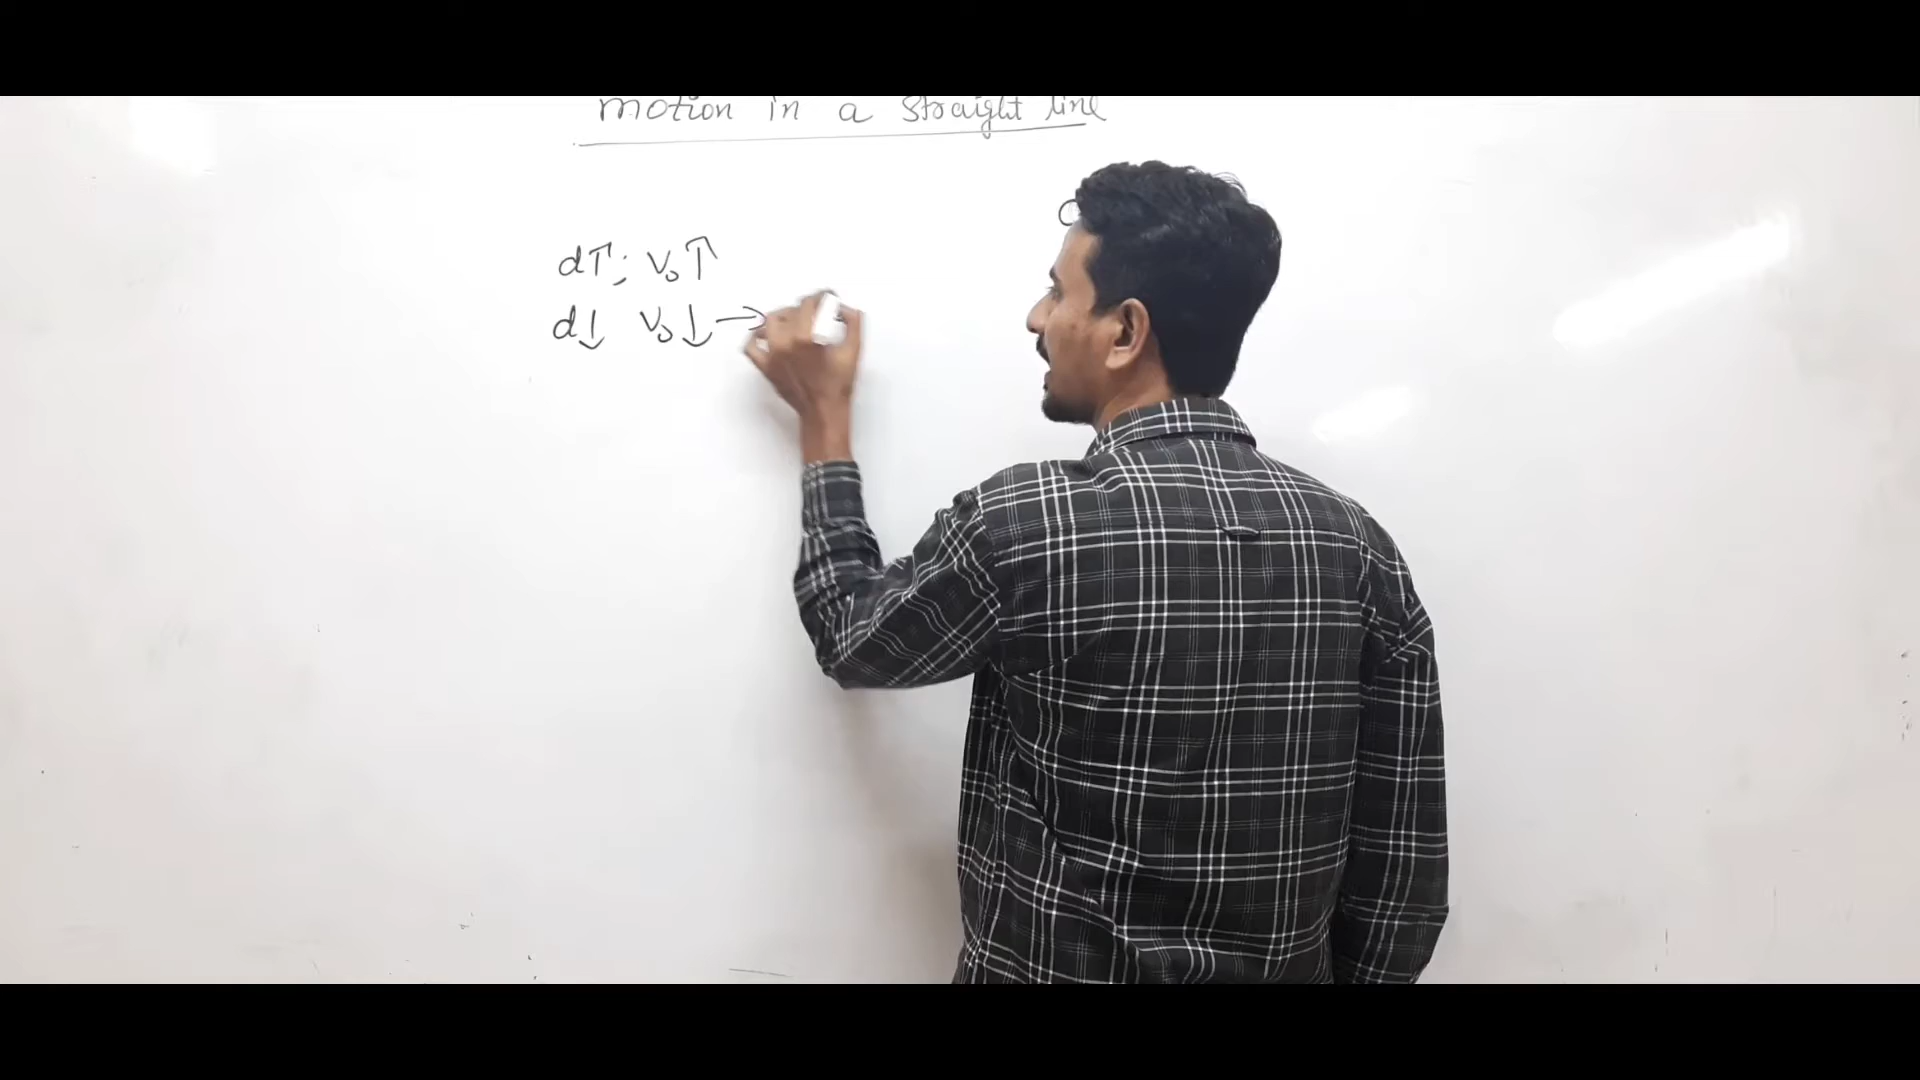 motion in a straight line
d↑; v₀↑
d↓ v₀↓→